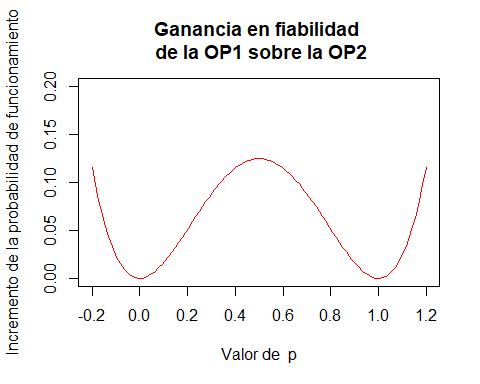 Ganancia en fiabilidad
de la OP1 sobre la OP2
Incremento de la probabilidad de funcionamiento
0.20
0.15
0.10
0.05
0.00
-0.2 0.0 0.2 0.4 0.6 0.8 1.0 1.2
Valor de p